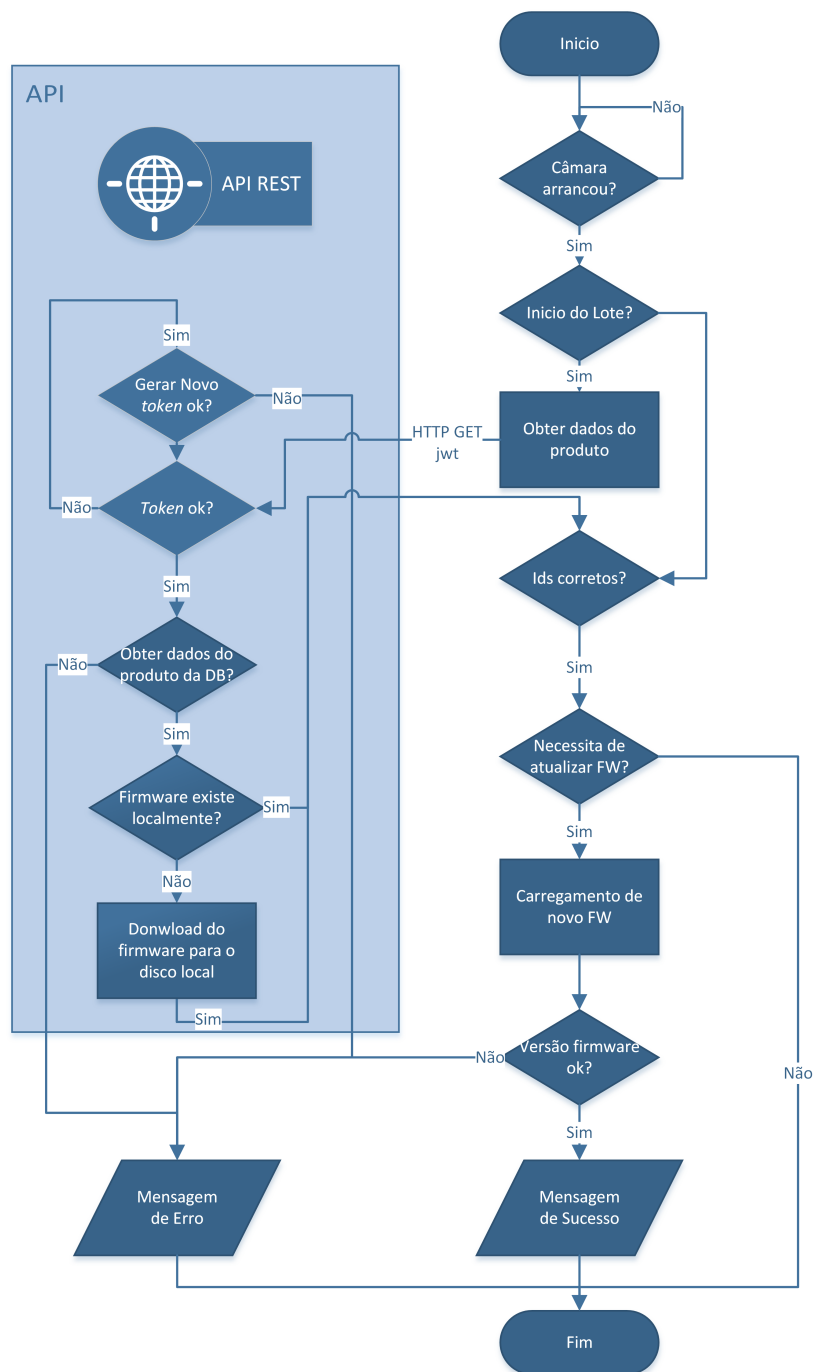 Inicio
API
Não
API REST
Câmara
arrancou?
Sim
Inicio do Lote?
Sim
Sim
Gerar Novo
token ok?
Não
Obter dados do
produto
HTTP GET
jwt
Não
Token ok?
Sim
Ids corretos?
Não
Obter dados do
produto da DB?
Sim
Sim
Necessita de
atualizar FW?
Firmware existe
localmente?
Sim
Sim
Não
Carregamento de
novo FW
Donwload do
firmware para o
disco local
Sim
Não
Versão firmware
ok?
Não
Sim
Mensagem
de Erro
Mensagem
de Sucesso
Fim